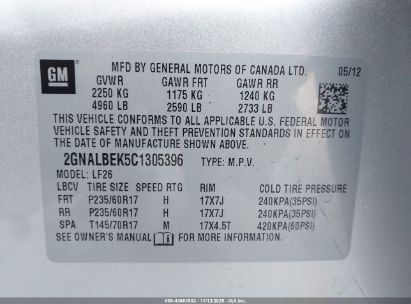 GM
MFD BY GENERAL MOTORS OF CANADA LTD. 05/12
GVWR GAWR FRT GAWR RR
2250 KG 1175 KG 1240 KG
4960 LB 2590 LB 2733 LB
THIS VEHICLE CONFORMS TO ALL APPLICABLE U.S. FEDERAL MOTOR
VEHICLE SAFETY AND THEFT PREVENTION STANDARDS IN EFFECT ON
THE DATE OF MANUFACTURE SHOWN ABOVE.
2GNALBEK5C1305396 TYPE: M.P.V.
MODEL: LF26
LBCV TIRE SIZE SPEED RTG RIM COLD TIRE PRESSURE
FRT P235/60R17 H 17X7J 240KPA(35PSI)
RR P235/60R17 H 17X7J 240KPA(35PSI)
SPA T145/70R17 M 17X4.5T 420KPA(60PSI)
SEE OWNER'S MANUAL FOR MORE INFORMATION.